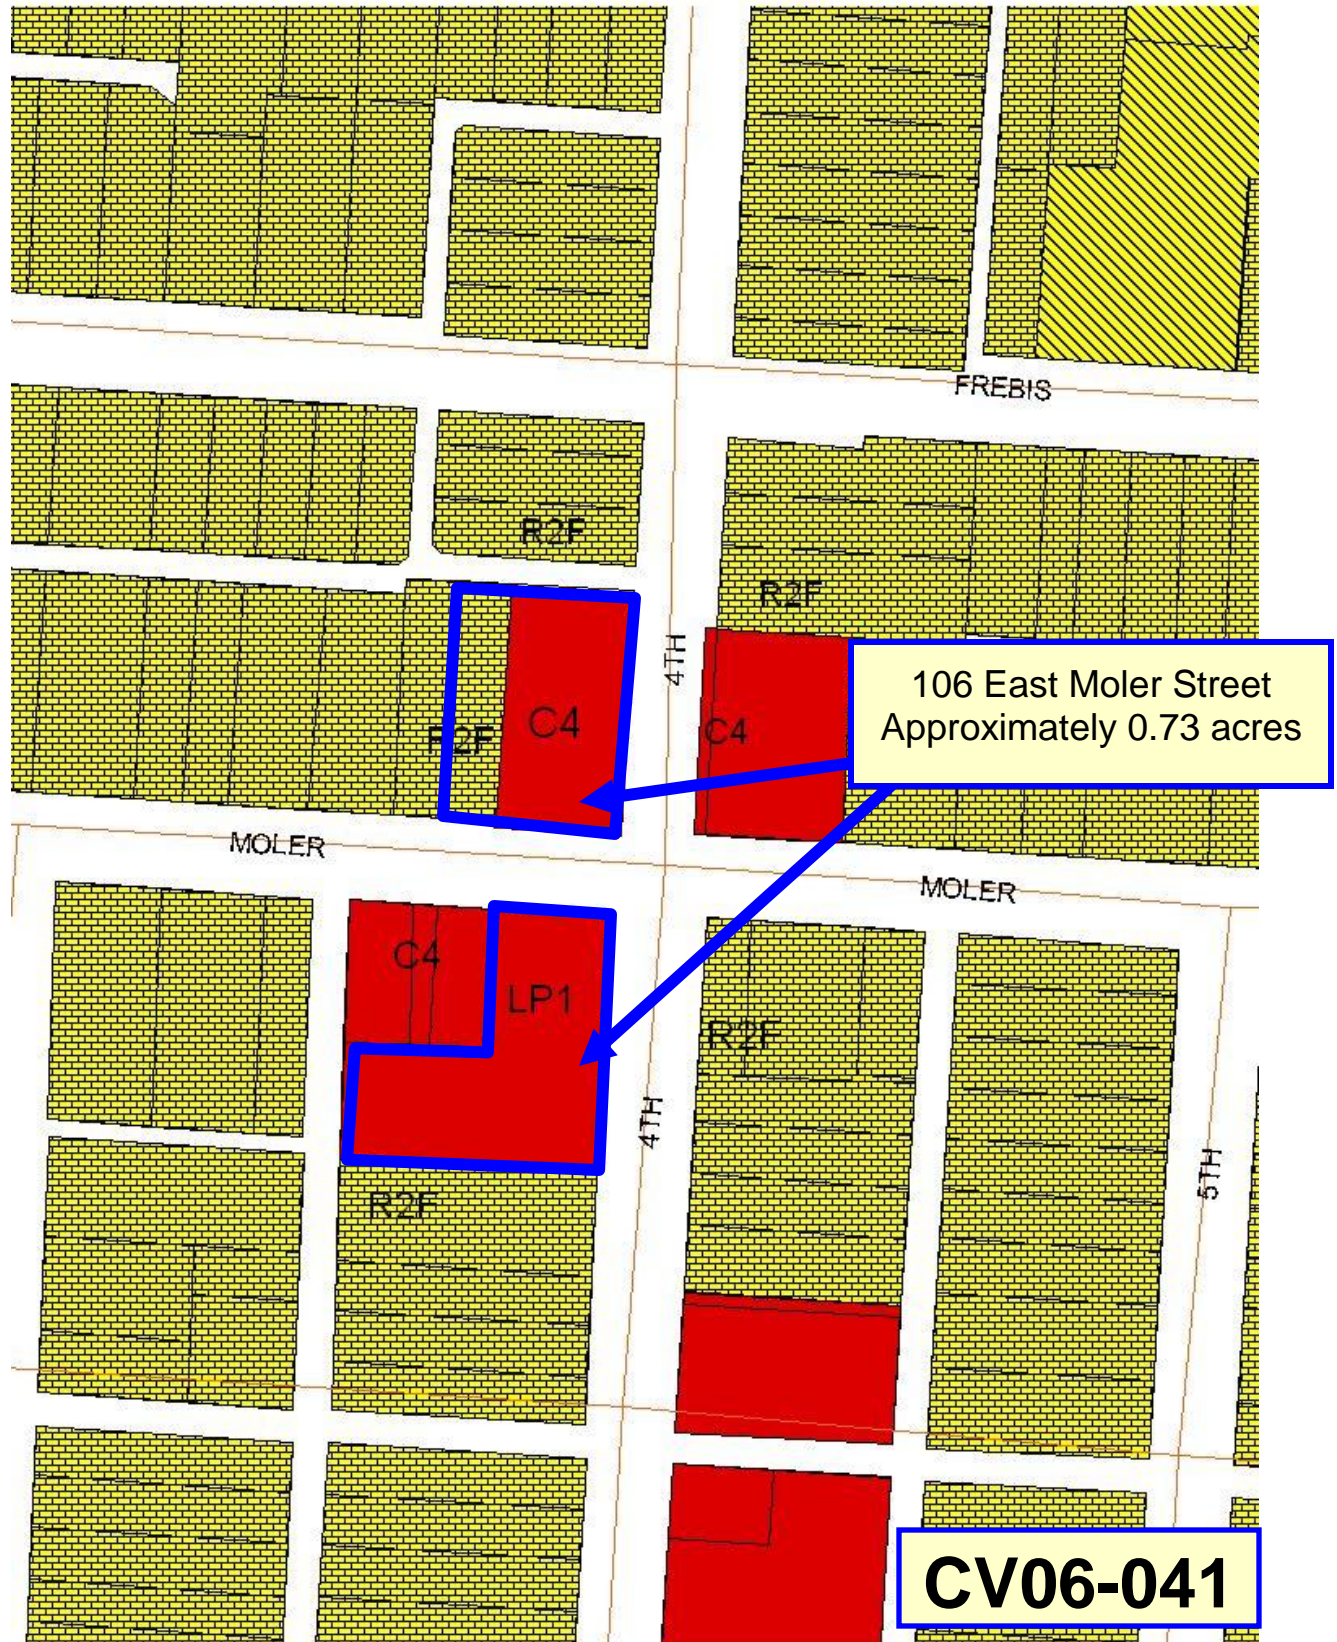 FREBIS
R2F
R2F
4TH
106 East Moler Street
Approximately 0.73 acres
C4
C4
R2F
MOLER
MOLER
C4
LP1
R2F
4TH
5TH
R2F
CV06-041